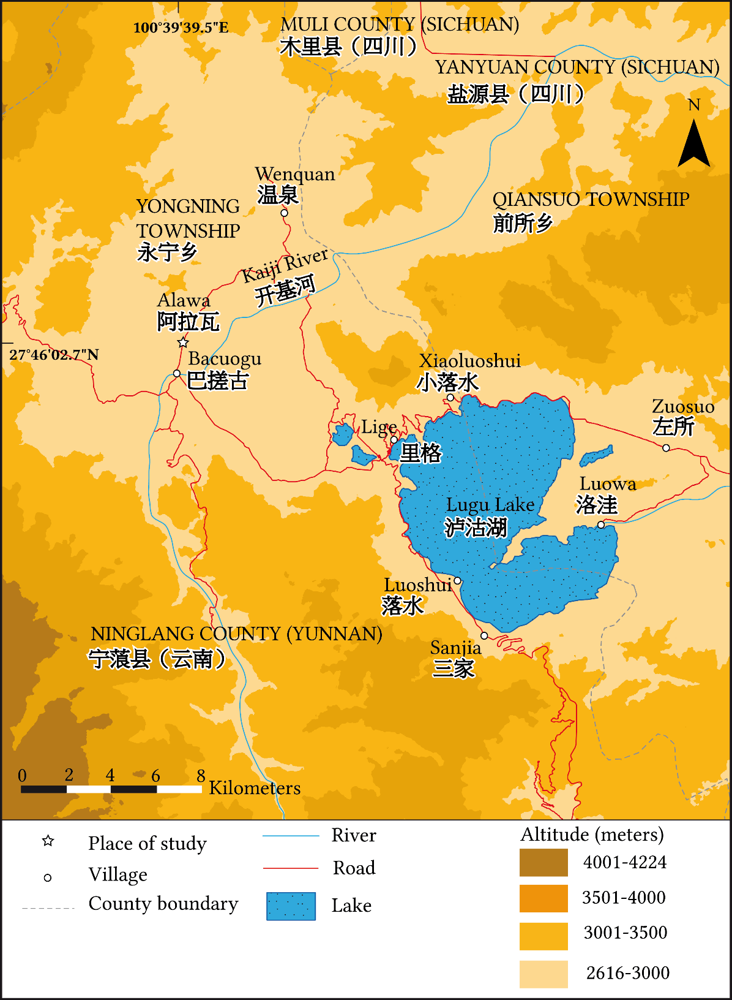 100°39'39.5"E
MULI COUNTY (SICHUAN)
木里县（四川）
YANYUAN COUNTY (SICHUAN)
盐源县（四川）
N
Wenquan
温泉
YONGNING
TOWNSHIP
永宁乡
QIANSUO TOWNSHIP
前所乡
Kaiji River
开基河
Alawa
阿拉瓦
27°46'02.7"N
Bacuogu
巴搓古
Xiaoluoshui
小落水
Zuosuo
左所
Lige
里格
Luowa
洛洼
Lugu Lake
泸沽湖
Luoshui
落水
NINGLANG COUNTY (YUNNAN)
宁蒗县（云南）
Sanjia
三家
0 2 4 6 8
Kilometers
Place of study
Village
County boundary
River
Road
Lake
Altitude (meters)
4001-4224
3501-4000
3001-3500
2616-3000